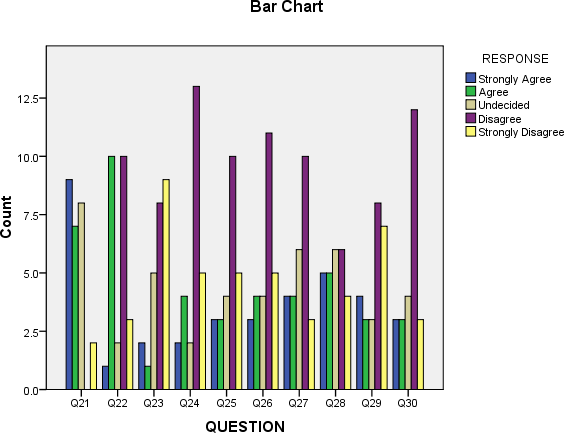 Bar Chart
RESPONSE
Strongly Agree
Agree
Undecided
Disagree
Strongly Disagree
Count
12.5
10.0
7.5
5.0
2.5
0.0
Q21 Q22 Q23 Q24 Q25 Q26 Q27 Q28 Q29 Q30
QUESTION